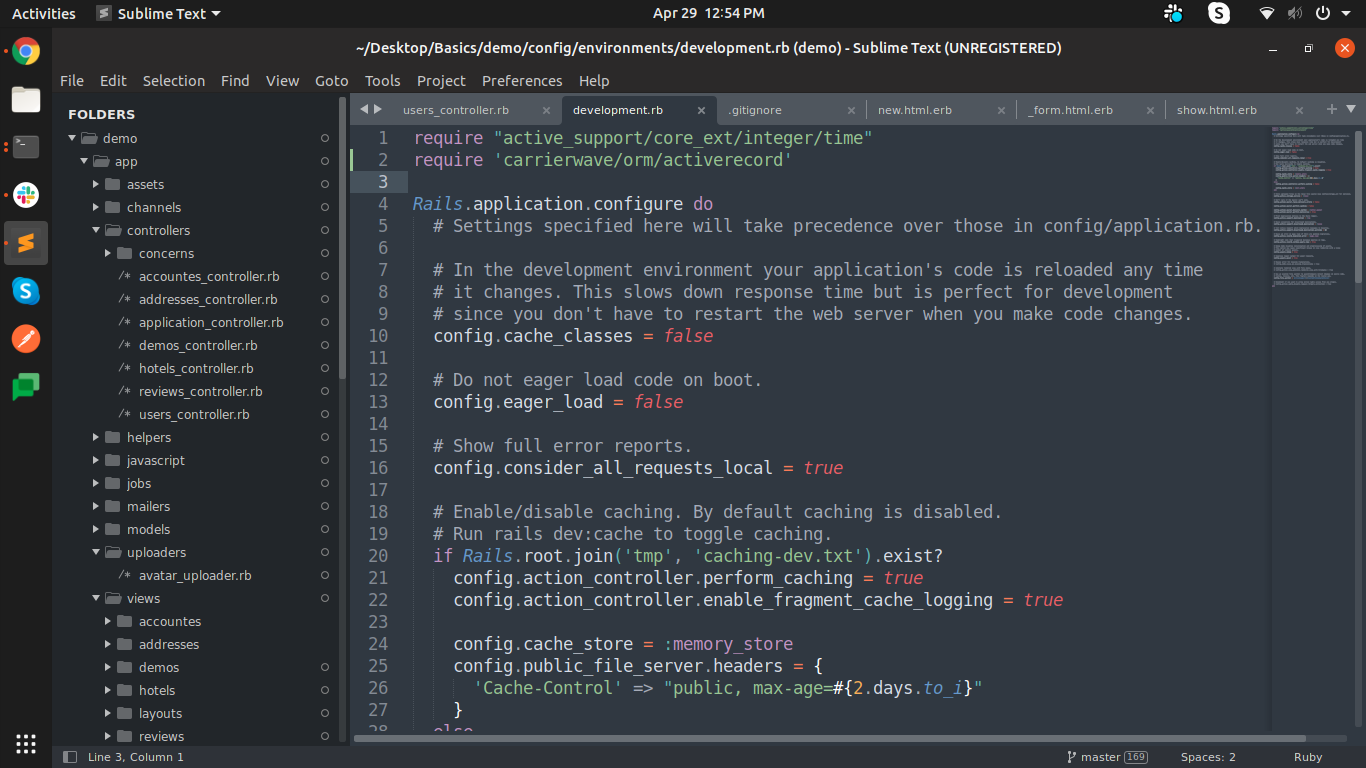 Activities
Sublime Text
Apr 29 12:54 PM
~/Desktop/Basics/demo/config/environments/development.rb (demo) - Sublime Text (UNREGISTERED)
File Edit Selection Find View Goto Tools Project Preferences Help
FOLDERS
demo
app
assets
channels
controllers
concerns
/* accountes_controller.rb
/* addresses_controller.rb
/* application_controller.rb
/* demos_controller.rb
/* hotels_controller.rb
/* reviews_controller.rb
/* users_controller.rb
helpers
javascript
jobs
mailers
models
uploaders
/* avatar_uploader.rb
views
accountes
addresses
demos
hotels
layouts
reviews
users_controller.rb × development.rb × .gitignore × new.html.erb × _form.html.erb × show.html.erb × +
1 require "active_support/core_ext/integer/time"
2 require 'carrierwave/orm/activerecord'
3
4 Rails.application.configure do
5 # Settings specified here will take precedence over those in config/application.rb.
6
7 # In the development environment your application's code is reloaded any time
8 # it changes. This slows down response time but is perfect for development
9 # since you don't have to restart the web server when you make code changes.
10 config.cache_classes = false
11
12 # Do not eager load code on boot.
13 config.eager_load = false
14
15 # Show full error reports.
16 config.consider_all_requests_local = true
17
18 # Enable/disable caching. By default caching is disabled.
19 # Run rails dev:cache to toggle caching.
20 if Rails.root.join('tmp', 'caching-dev.txt').exist?
21 config.action_controller.perform_caching = true
22 config.action_controller.enable_fragment_cache_logging = true
23
24 config.cache_store = :memory_store
25 config.public_file_server.headers = {
26 'Cache-Control' => "public, max-age=#{2.days.to_i}"
27 }
28 else
Line 3, Column 1
master 169
Spaces: 2
Ruby